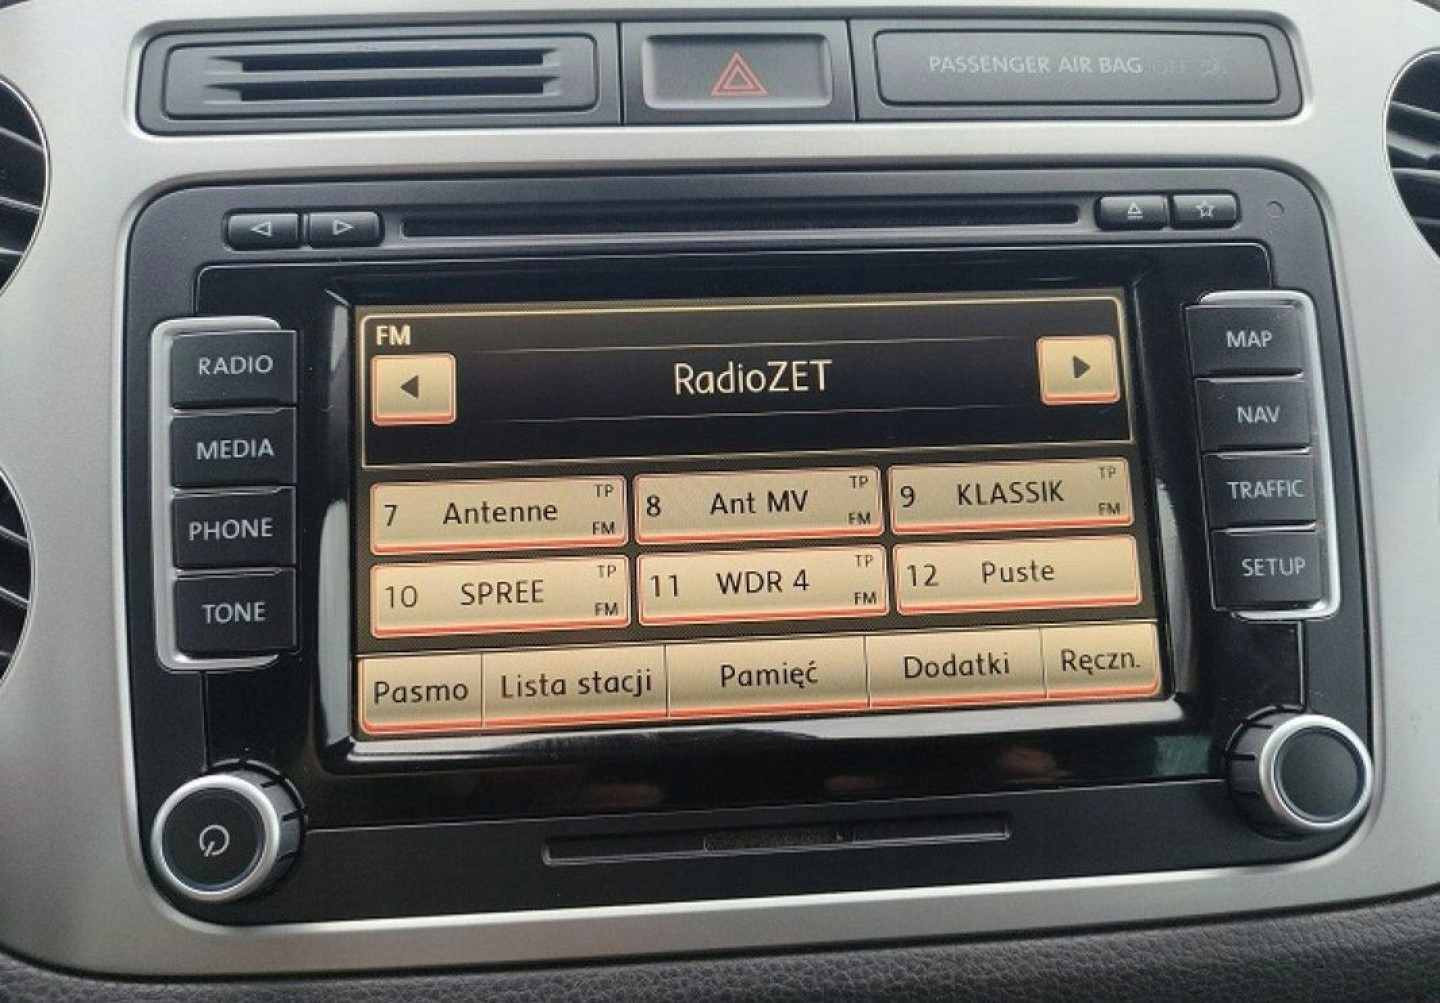 PASSENGER AIR BAG OFF
FM
RadioZET
RADIO
MEDIA
PHONE
TONE
7 Antenne TP FM
8 Ant MV TP FM
9 KLASSIK TP FM
10 SPREE TP FM
11 WDR 4 TP FM
12 Puste
Pasmo
Lista stacji
Pamięć
Dodatki
Ręczn.
MAP
NAV
TRAFFIC
SETUP